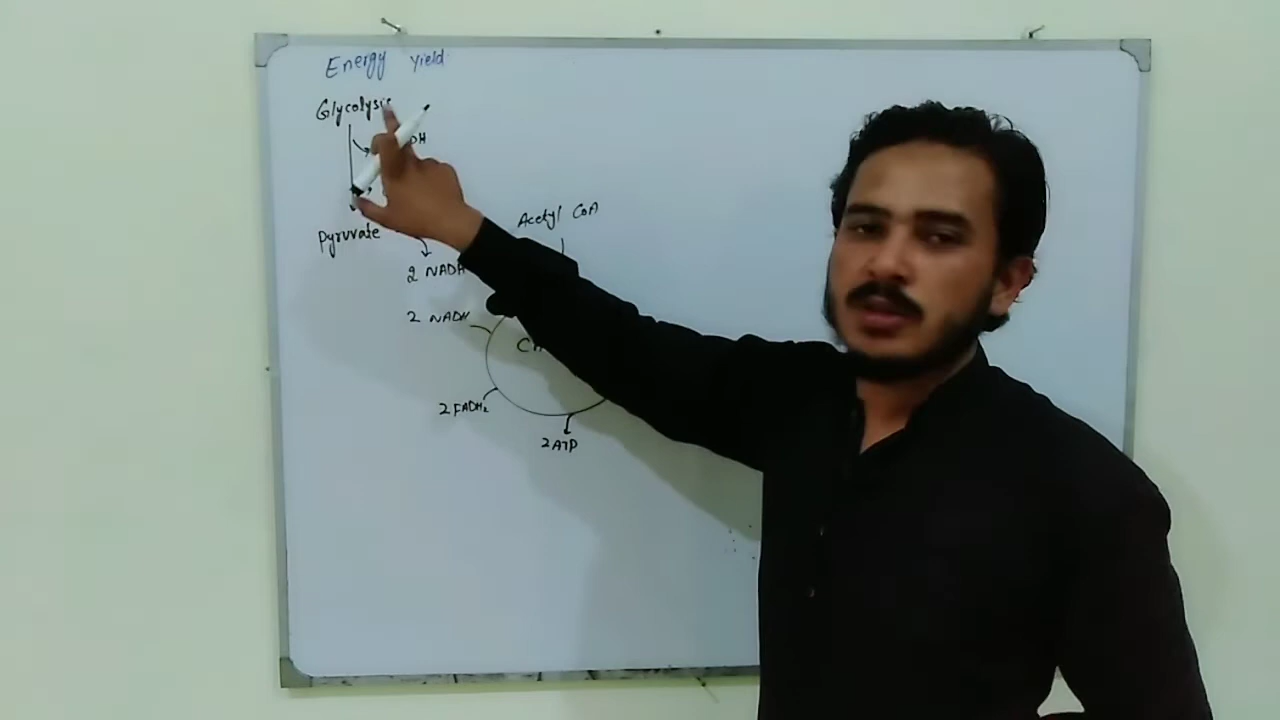 Energy Yield
Glycolysis
Pyruvate
Acetyl CoA
2 NADH
2 NADH
2 FADH₂
2 ATP